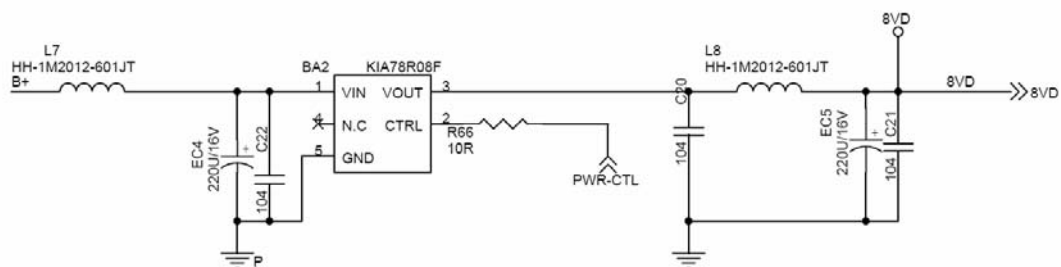 L7
HH-1M2012-601JT
B+
BA2
KIA78R08F
1
VIN
VOUT
3
4
N.C
CTRL
2
5
GND
R66
10R
PWR-CTL
EC4
220U/16V
+
C22
104
P
C20
104
L8
HH-1M2012-601JT
8VD
8VD
8VD
EC5
220U/16V
+
C21
104